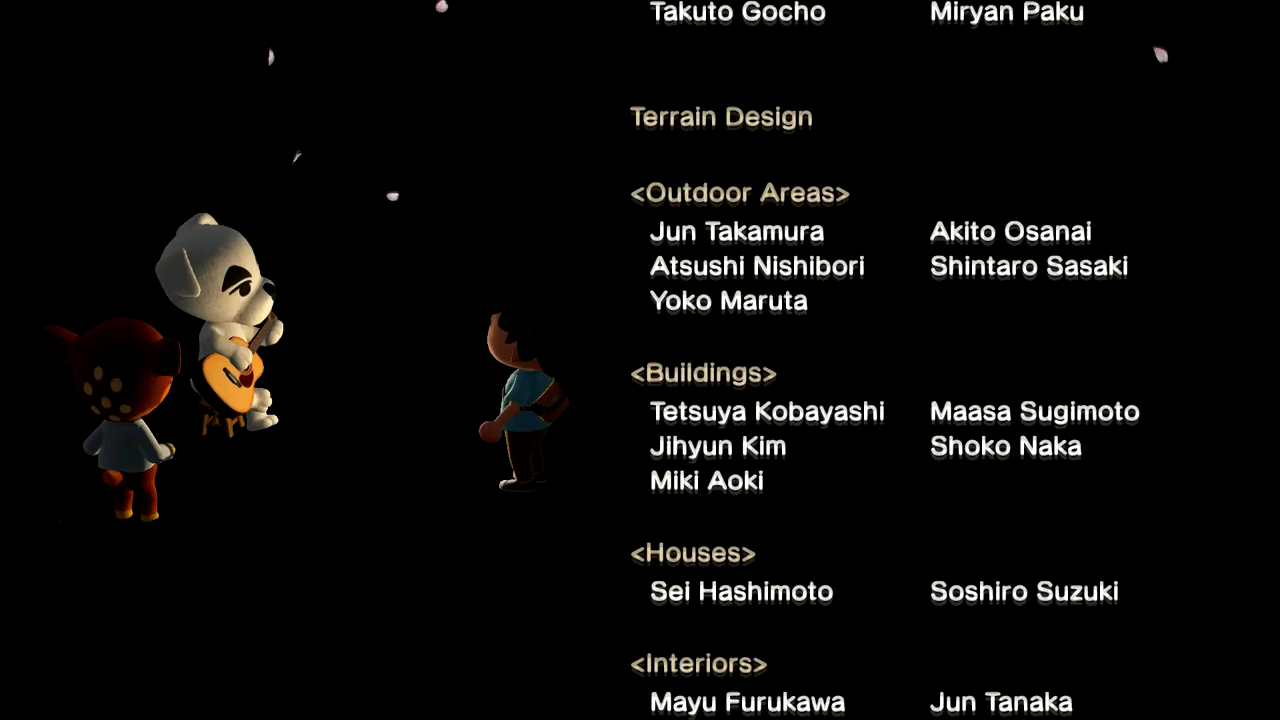 Takuto Gocho Miryan Paku
Terrain Design
<Outdoor Areas>
Jun Takamura Akito Osanai
Atsushi Nishibori Shintaro Sasaki
Yoko Maruta
<Buildings>
Tetsuya Kobayashi Maasa Sugimoto
Jihyun Kim Shoko Naka
Miki Aoki
<Houses>
Sei Hashimoto Soshiro Suzuki
<Interiors>
Mayu Furukawa Jun Tanaka